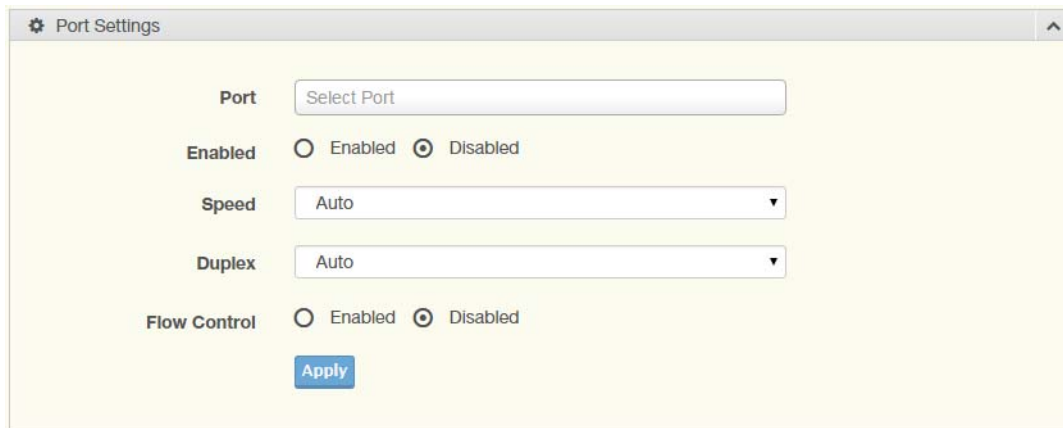 Port Settings
Port Select Port
Enabled Enabled Disabled
Speed Auto
Duplex Auto
Flow Control Enabled Disabled
Apply